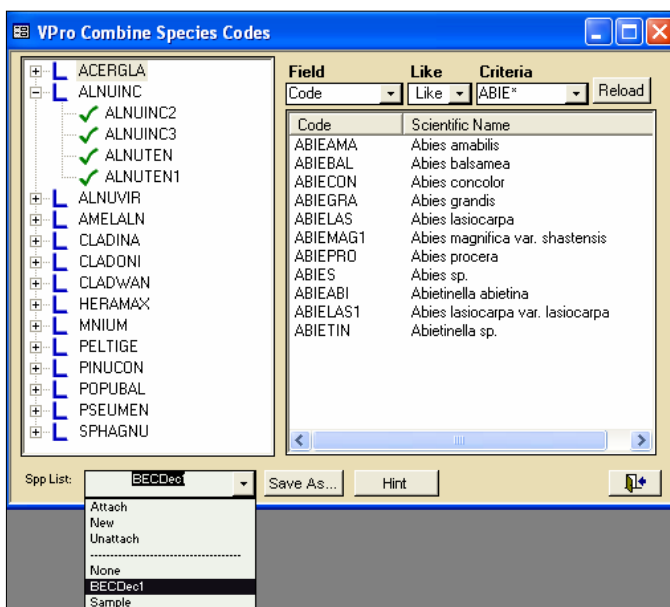 VPro Combine Species Codes
ACERGLA
ALNUINC
ALNUINC2
ALNUINC3
ALNUTEN
ALNUTEN1
ALNUVIR
AMELALN
CLADINA
CLADONI
CLADWAN
HERAMAX
MNIUM
PELTIGE
PINUCON
POPUBAL
PSEUMEN
SPHAGNU
Field Like Criteria
Code Like ABIE* Reload
Code Scientific Name
ABIEAMA Abies amabilis
ABIEBAL Abies balsamea
ABIECON Abies concolor
ABIEGRA Abies grandis
ABIELAS Abies lasiocarpa
ABIEMAG1 Abies magnifica var. shastensis
ABIEPRO Abies procera
ABIES Abies sp.
ABIEABI Abietinella abietina
ABIELAS1 Abies lasiocarpa var. lasiocarpa
ABIETIN Abietinella sp.
Spp List: BECDec1 Save As... Hint
Attach
New
Unattach
------------------------------------
None
BECDec1
Sample